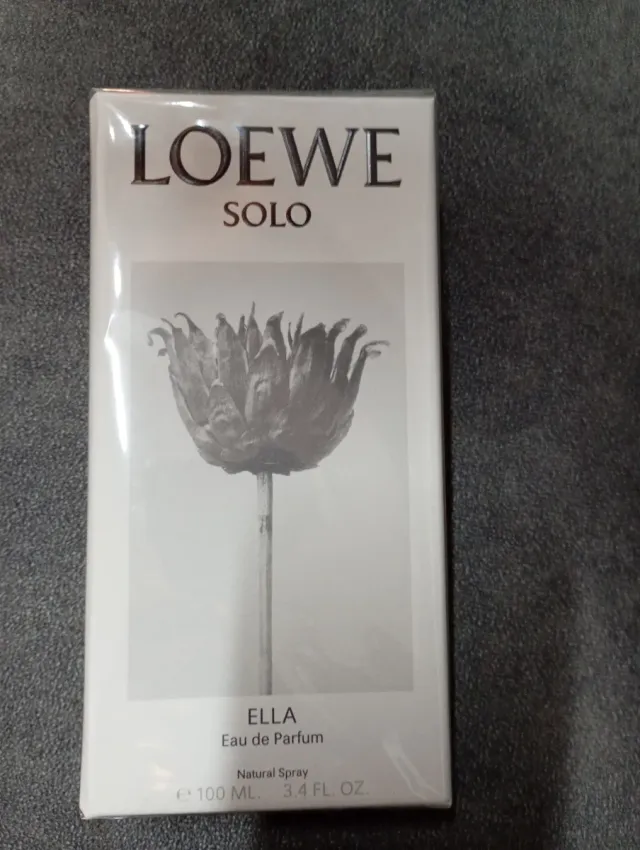 LOEWE
SOLO
ELLA
Eau de Parfum
Natural Spray
℮ 100 ML. 3.4 FL. OZ.